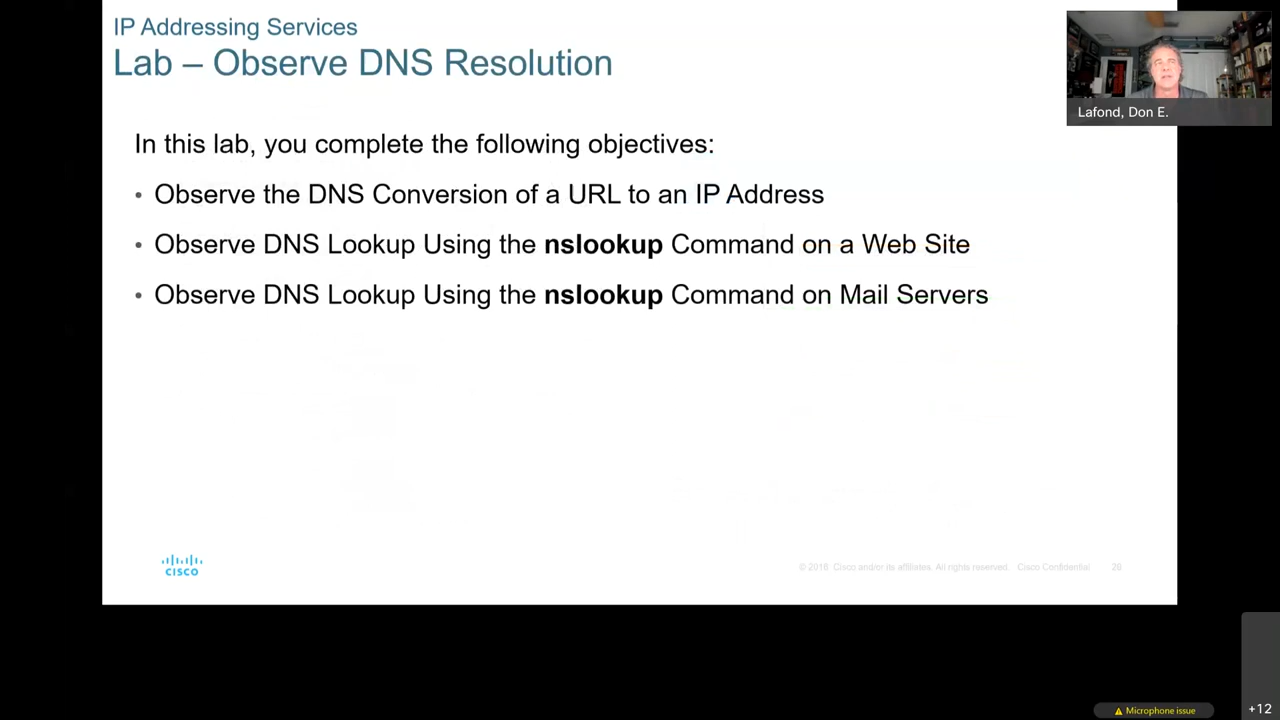 IP Addressing Services
Lab – Observe DNS Resolution
Lafond, Don E.
In this lab, you complete the following objectives:
• Observe the DNS Conversion of a URL to an IP Address
• Observe DNS Lookup Using the nslookup Command on a Web Site
• Observe DNS Lookup Using the nslookup Command on Mail Servers
CISCO
© 2016 Cisco and/or its affiliates. All rights reserved. Cisco Confidential
Microphone issue
+12